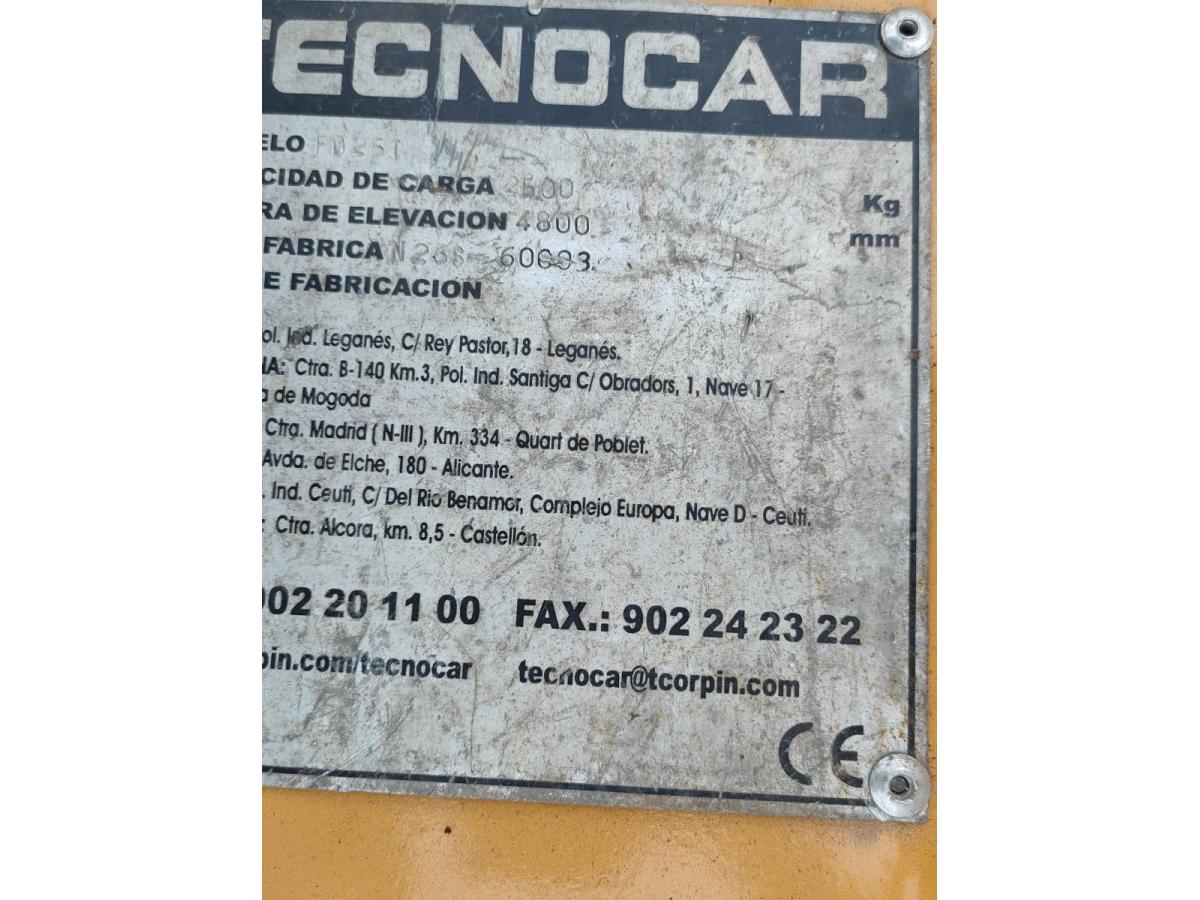 TECNOCAR
ELO FD25T
CIDAD DE CARGA 2500 Kg
RA DE ELEVACION 4800 mm
FABRICA
E FABRICACION
ol. Ind. Leganés, C/ Rey Pastor, 18 - Leganés.
IA: Ctra. B-140 Km.3, Pol. Ind. Santiga C/ Obradors, 1, Nave 17 -
a de Mogoda
Ctra. Madrid ( N-III ), Km. 334 - Quart de Poblet.
Avda. de Elche, 180 - Alicante.
. Ind. Ceutí, C/ Del Rio Benamor, Complejo Europa, Nave D - Ceutí.
: Ctra. Alcora, km. 8,5 - Castellón.
902 20 11 00 FAX.: 902 24 23 22
pin.com/tecnocar tecnocar@tcorpin.com
CE